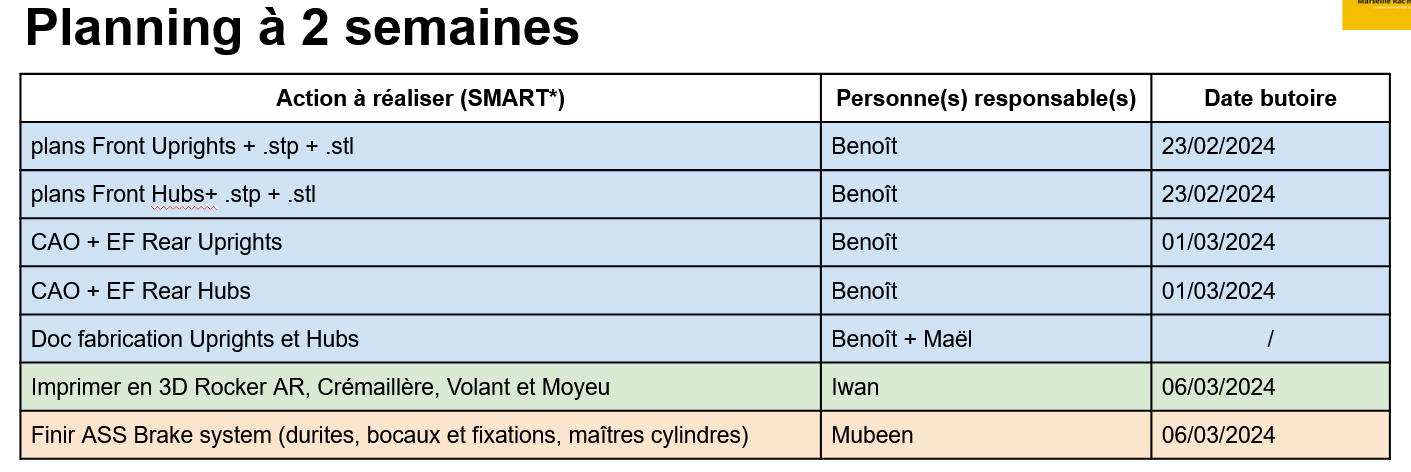 Planning à 2 semaines
Action à réaliser (SMART*) Personne(s) responsable(s) Date butoire
plans Front Uprights + .stp + .stl Benoît 23/02/2024
plans Front Hubs+ .stp + .stl Benoît 23/02/2024
CAO + EF Rear Uprights Benoît 01/03/2024
CAO + EF Rear Hubs Benoît 01/03/2024
Doc fabrication Uprights et Hubs Benoît + Maël /
Imprimer en 3D Rocker AR, Crémaillère, Volant et Moyeu Iwan 06/03/2024
Finir ASS Brake system (durites, bocaux et fixations, maîtres cylindres) Mubeen 06/03/2024